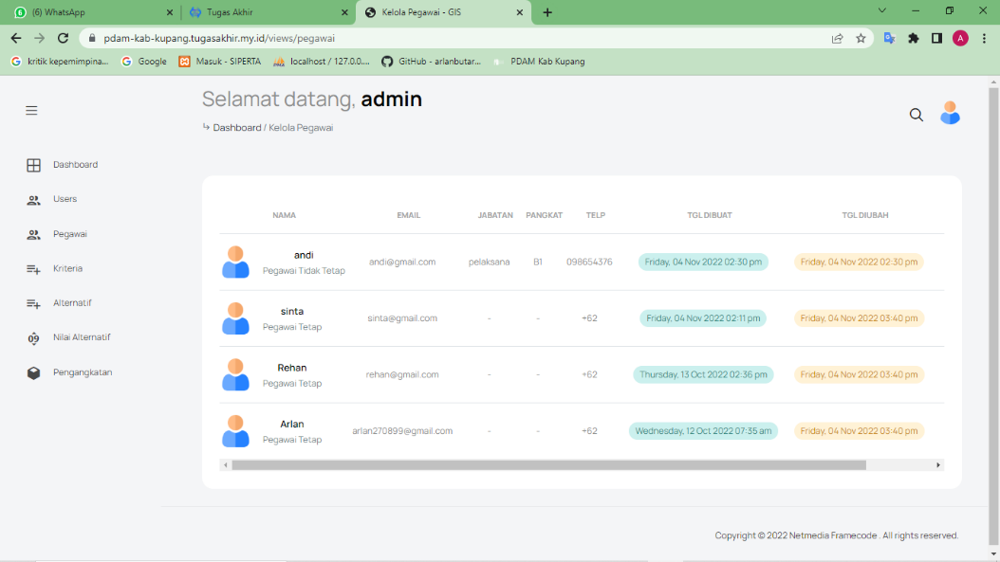 (6) WhatsApp
Tugas Akhir
Kelola Pegawai - GIS
pdam-kab-kupang.tugasakhir.my.id/views/pegawai
A
kritik kepemimpina...
Google
Masuk - SIPERTA
localhost / 127.0.0....
GitHub - arlanbutar...
PDAM Kab Kupang
Selamat datang, admin
Dashboard / Kelola Pegawai
Dashboard
Users
Pegawai
Kriteria
Alternatif
Nilai Alternatif
Pengangkatan
NAMA EMAIL JABATAN PANGKAT TELP TGL DIBUAT TGL DIUBAH
andi
Pegawai Tidak Tetap
andi@gmail.com pelaksana B1 098654376 Friday, 04 Nov 2022 02:30 pm Friday, 04 Nov 2022 02:30 pm
sinta
Pegawai Tetap
sinta@gmail.com - - +62 Friday, 04 Nov 2022 02:11 pm Friday, 04 Nov 2022 03:40 pm
Rehan
Pegawai Tetap
rehan@gmail.com - - +62 Thursday, 13 Oct 2022 02:36 pm Friday, 04 Nov 2022 03:40 pm
Arlan
Pegawai Tetap
arlan270899@gmail.com - - +62 Wednesday, 12 Oct 2022 07:35 am Friday, 04 Nov 2022 03:40 pm
Copyright © 2022 Netmedia Framecode . All rights reserved.